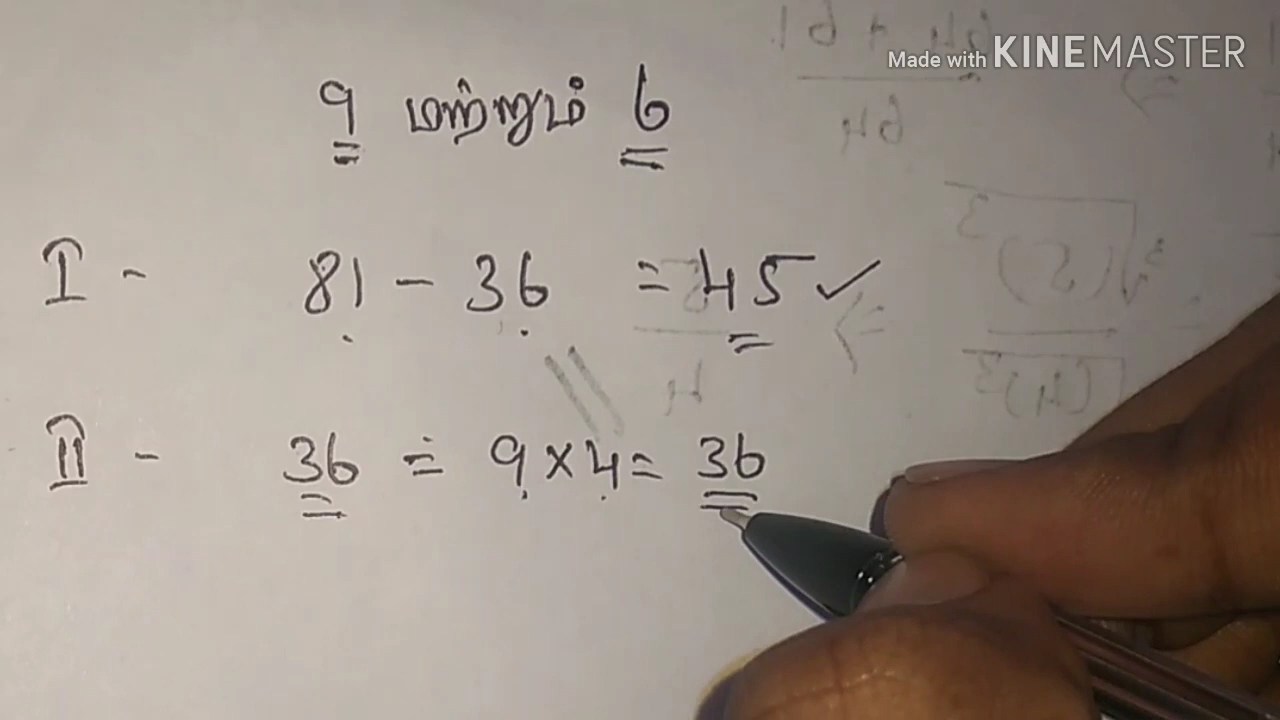 Made with KINEMASTER
9 மற்றும் 6
I - 81 - 36 = 45 ✓
II - 36 = 9 × 4 = 36